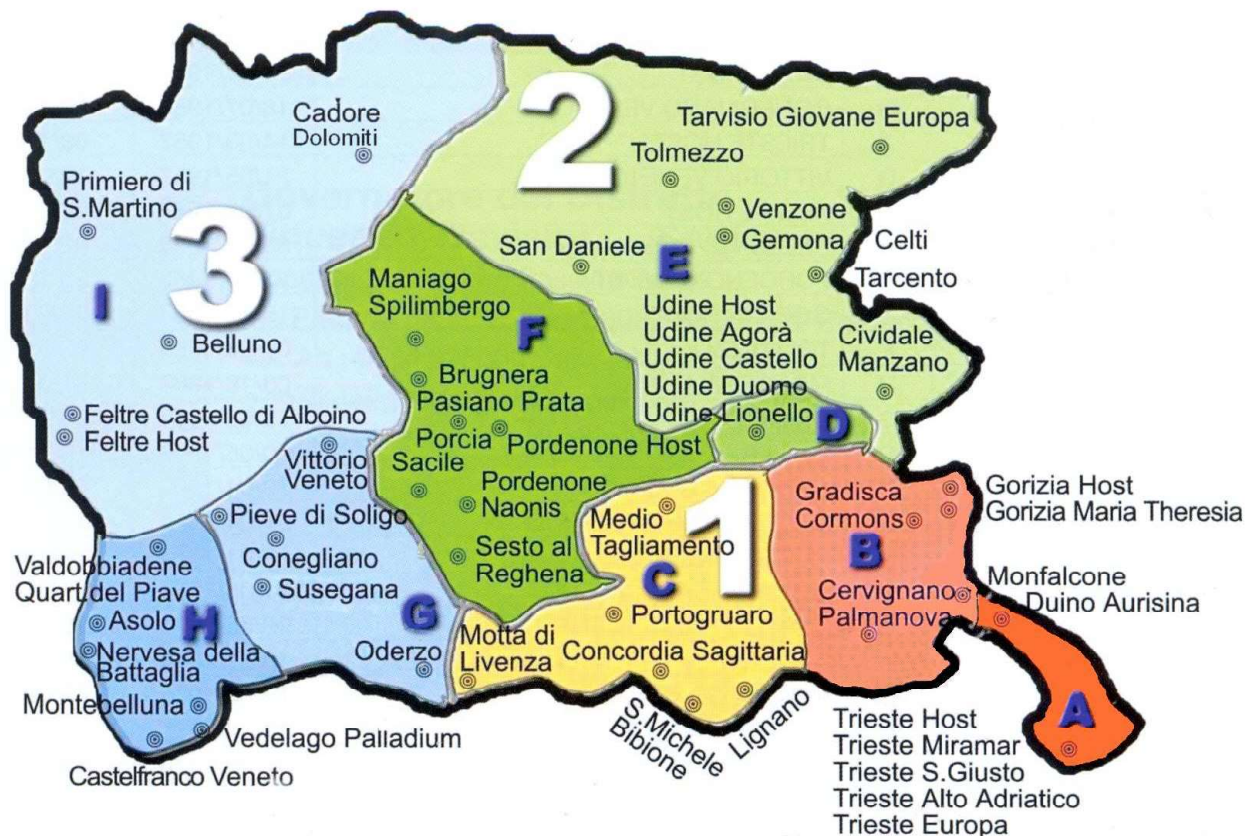 Cadore
Dolomiti
2
Tarvisio Giovane Europa
Tolmezzo
Primiero di
S.Martino
3
Venzone
Gemona
Celti
San Daniele
E
Tarcento
Maniago
Spilimbergo
I
F
Udine Host
Udine Agorà
Udine Castello
Udine Duomo
Udine Lionello
Cividale
Manzano
Belluno
Brugnera
Pasiano Prata
D
Feltre Castello di Alboino
Feltre Host
Porcia
Pordenone Host
Vittorio
Veneto
Sacile
Pordenone
Naonis
1
Gradisca
Cormons
Gorizia Host
Gorizia Maria Theresia
Pieve di Soligo
Medio
Tagliamento
B
Conegliano
Susegana
Sesto al
Reghena
C
Valdobbiadene
Quart.del Piave
Asolo
H
G
Portogruaro
Cervignano
Palmanova
Monfalcone
Duino Aurisina
Nervesa della
Battaglia
Oderzo
Motta di
Livenza
Concordia Sagittaria
Montebelluna
S.Michele
Bibione
Lignano
A
Vedelago Palladium
Castelfranco Veneto
Trieste Host
Trieste Miramar
Trieste S.Giusto
Trieste Alto Adriatico
Trieste Europa